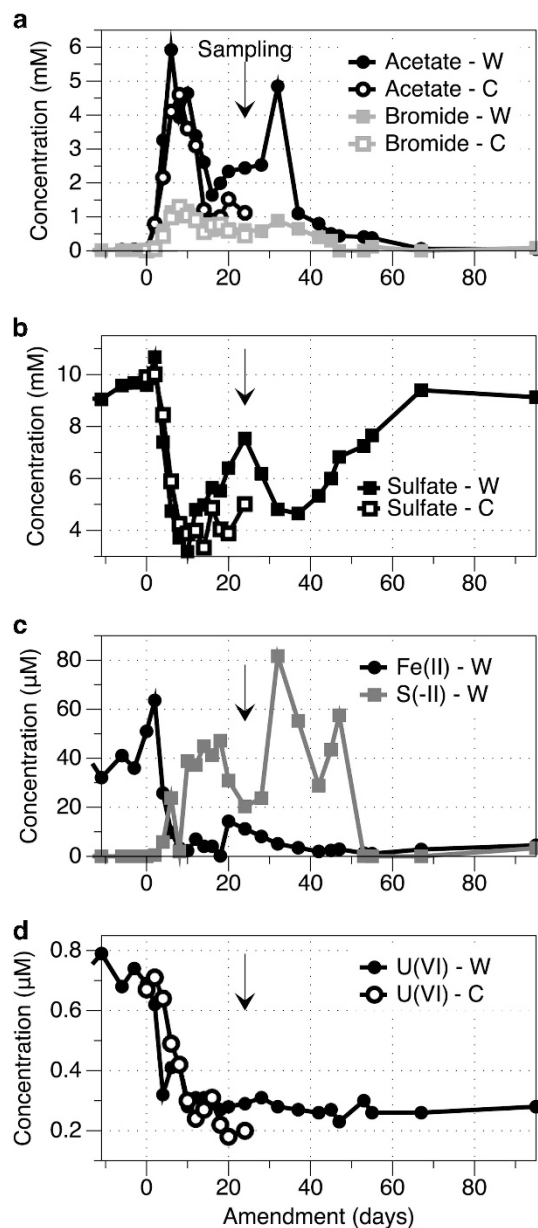 a
Concentration (mM)
6
5
4
3
2
1
0
Sampling
Acetate - W
Acetate - C
Bromide - W
Bromide - C
0
20
40
60
80
b
Concentration (mM)
10
8
6
4
Sulfate - W
Sulfate - C
0
20
40
60
80
c
Concentration (µM)
80
60
40
20
0
Fe(II) - W
S(-II) - W
0
20
40
60
80
d
Concentration (µM)
0.8
0.6
0.4
0.2
U(VI) - W
U(VI) - C
0
20
40
60
80
Amendment (days)